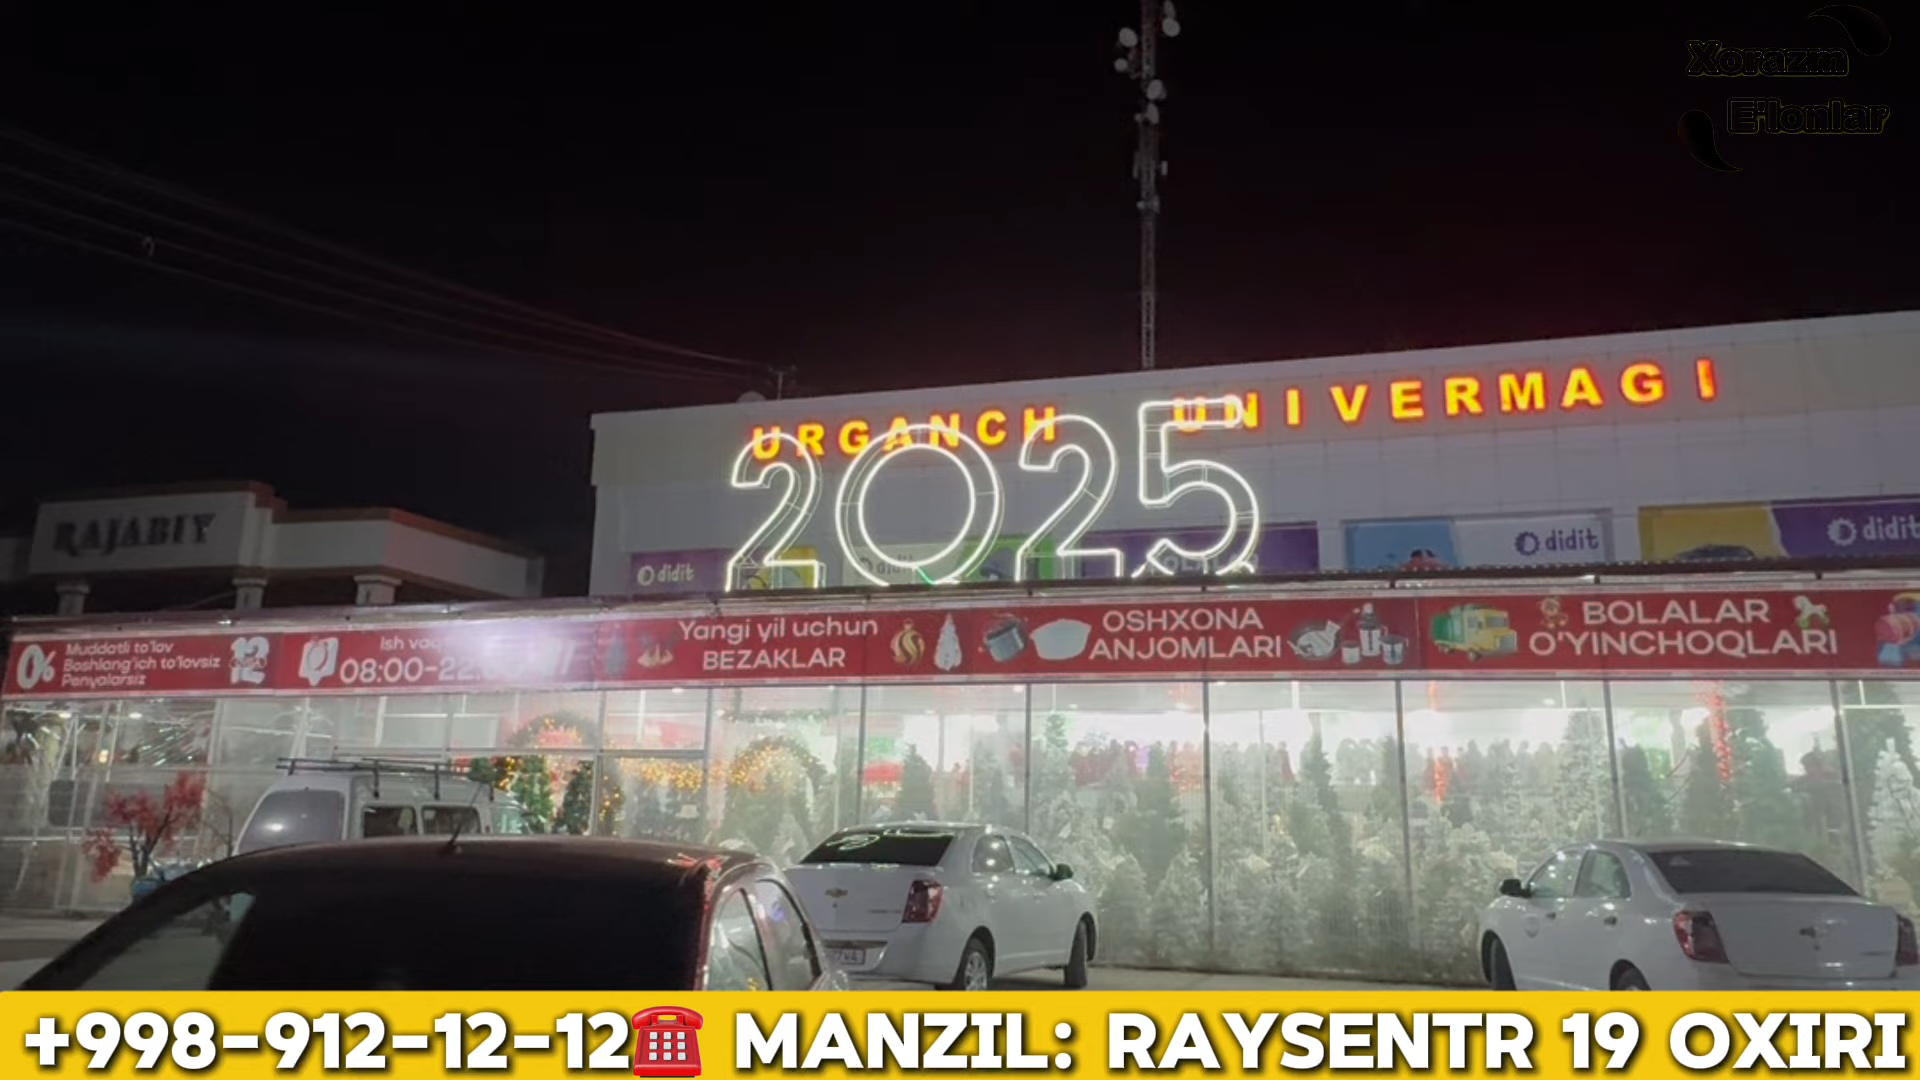 Xorazm
E'lonlar
URGANCH UNIVERMAGI
2025
RAJABIY
didit
didit
didit
didit
0% Muddatli to'lov
Boshlang'ich to'lovsiz
Penyalarsiz
12
Ish
08:00-22
Yangi yil uchun
BEZAKLAR
OSHXONA
ANJOMLARI
BOLALAR
O'YINCHOQLARI
+998-912-12-12☎ MANZIL: RAYSENTR 19 OXIRI